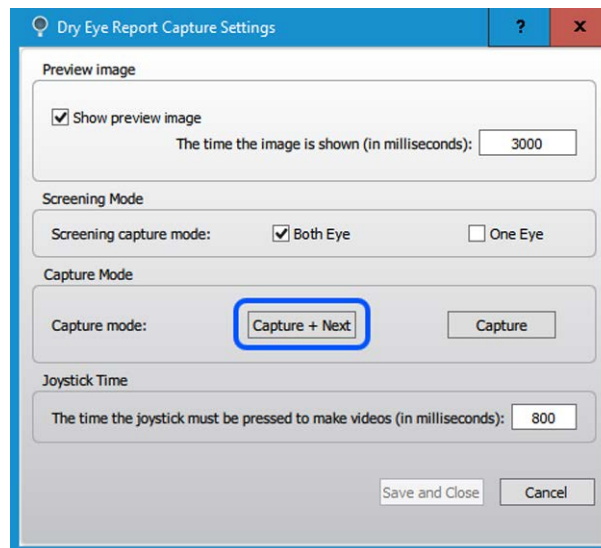 Dry Eye Report Capture Settings ? x
Preview image
Show preview image
The time the image is shown (in milliseconds): 3000
Screening Mode
Screening capture mode: Both Eye One Eye
Capture Mode
Capture mode: Capture + Next Capture
Joystick Time
The time the joystick must be pressed to make videos (in milliseconds): 800
Save and Close Cancel